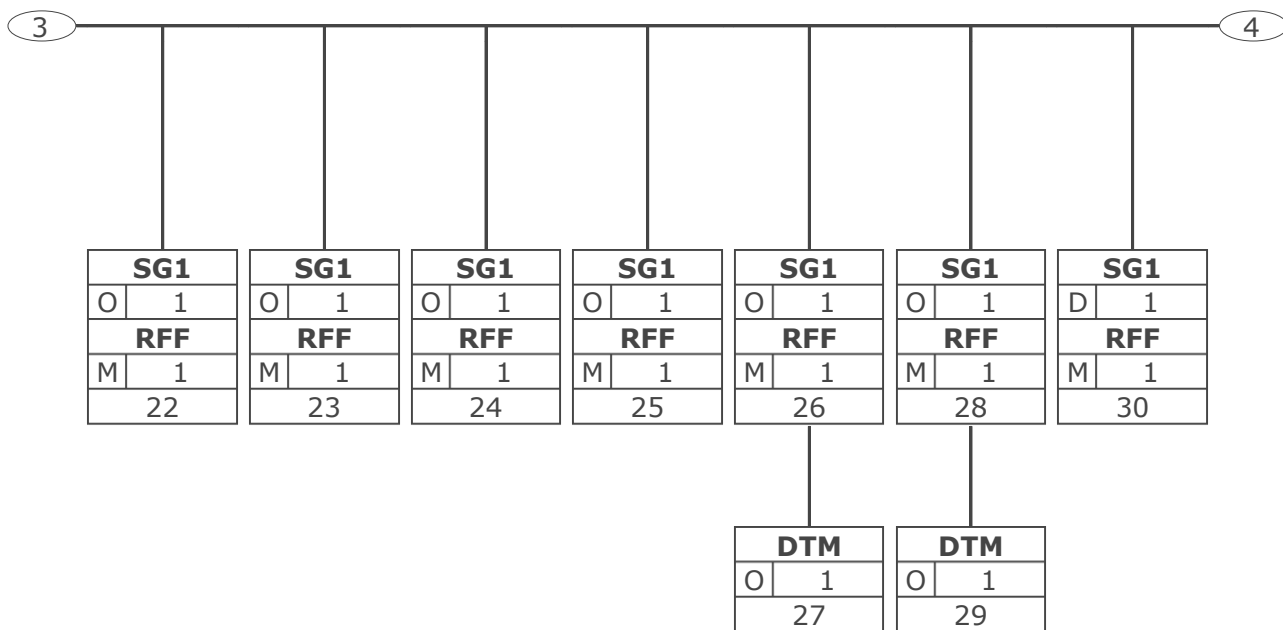 3 4
SG1 SG1 SG1 SG1 SG1 SG1 SG1
O 1 O 1 O 1 O 1 O 1 O 1 D 1
RFF RFF RFF RFF RFF RFF RFF
M 1 M 1 M 1 M 1 M 1 M 1 M 1
22 23 24 25 26 28 30
DTM DTM
O 1 O 1
27 29